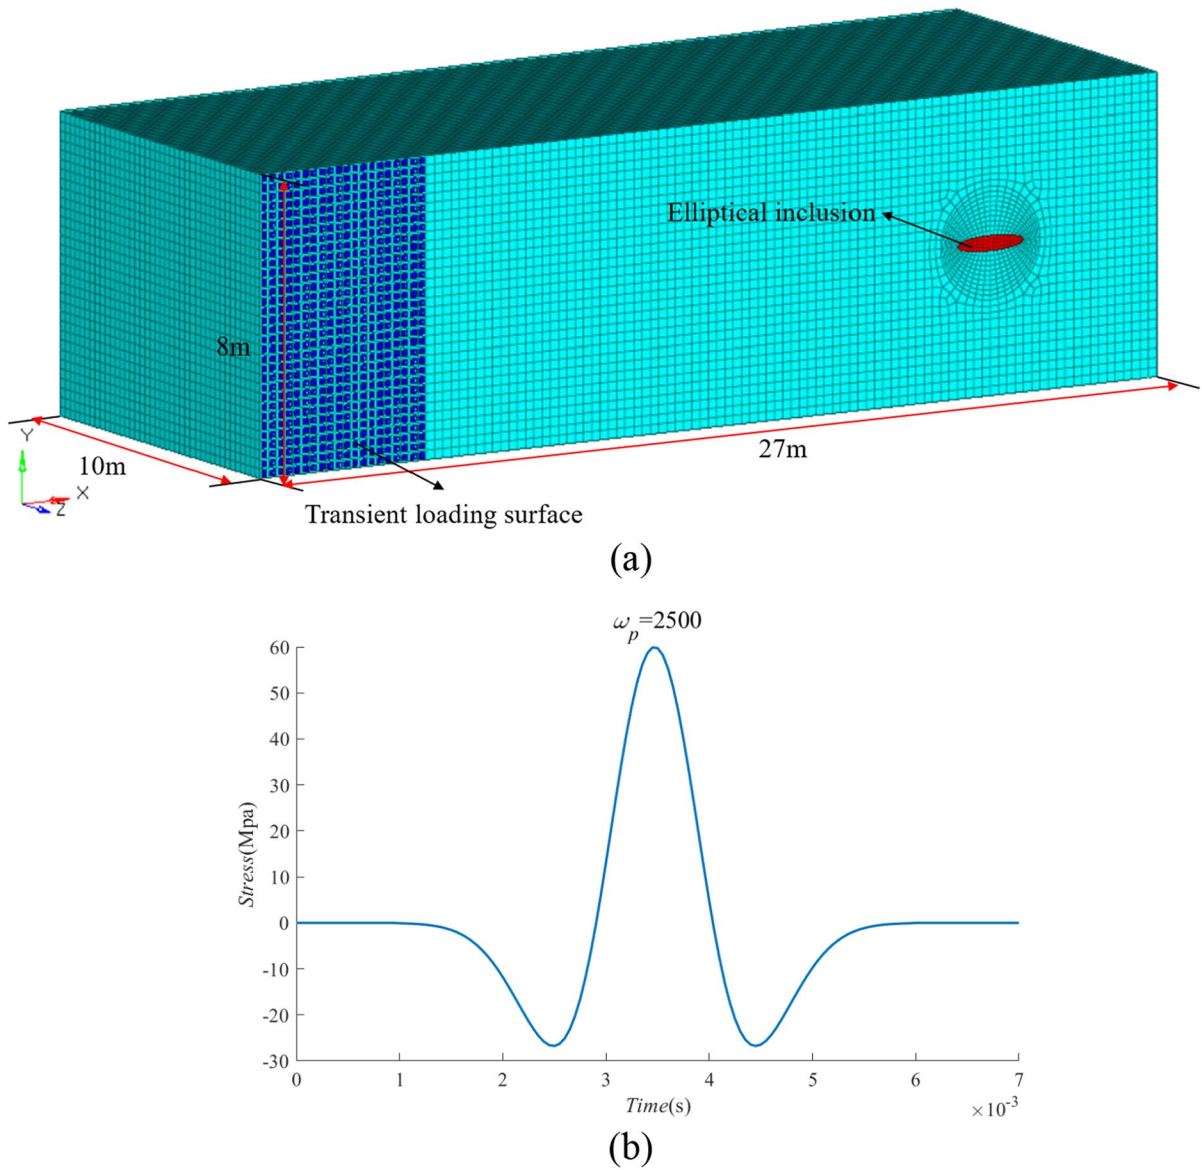 Elliptical inclusion
8m
27m
10m
Y
X
Z
Transient loading surface
(a)
ωp=2500
60
50
40
30
20
10
0
-10
-20
-30
Stress(Mpa)
0 1 2 3 4 5 6 7
Time(s)
×10-3
(b)